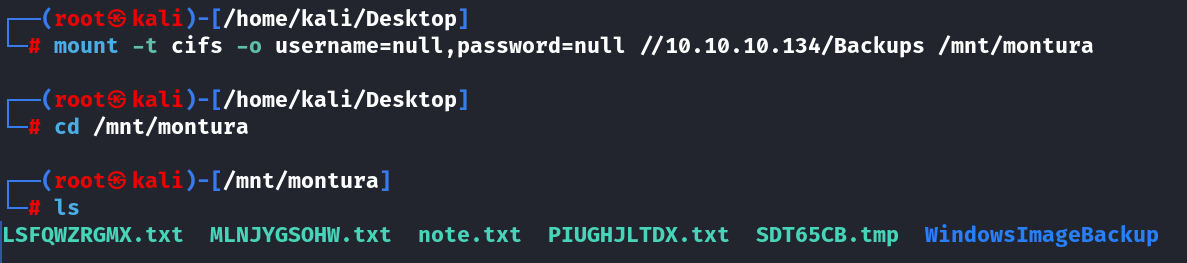 ┌──(root㉿kali)-[/home/kali/Desktop]
└─# mount -t cifs -o username=null,password=null //10.10.10.134/Backups /mnt/montura
┌──(root㉿kali)-[/home/kali/Desktop]
└─# cd /mnt/montura
┌──(root㉿kali)-[/mnt/montura]
└─# ls
LSFQWZRGMX.txt  MLNJYGSOHW.txt  note.txt  PIUGHJLTDX.txt  SDT65CB.tmp  WindowsImageBackup